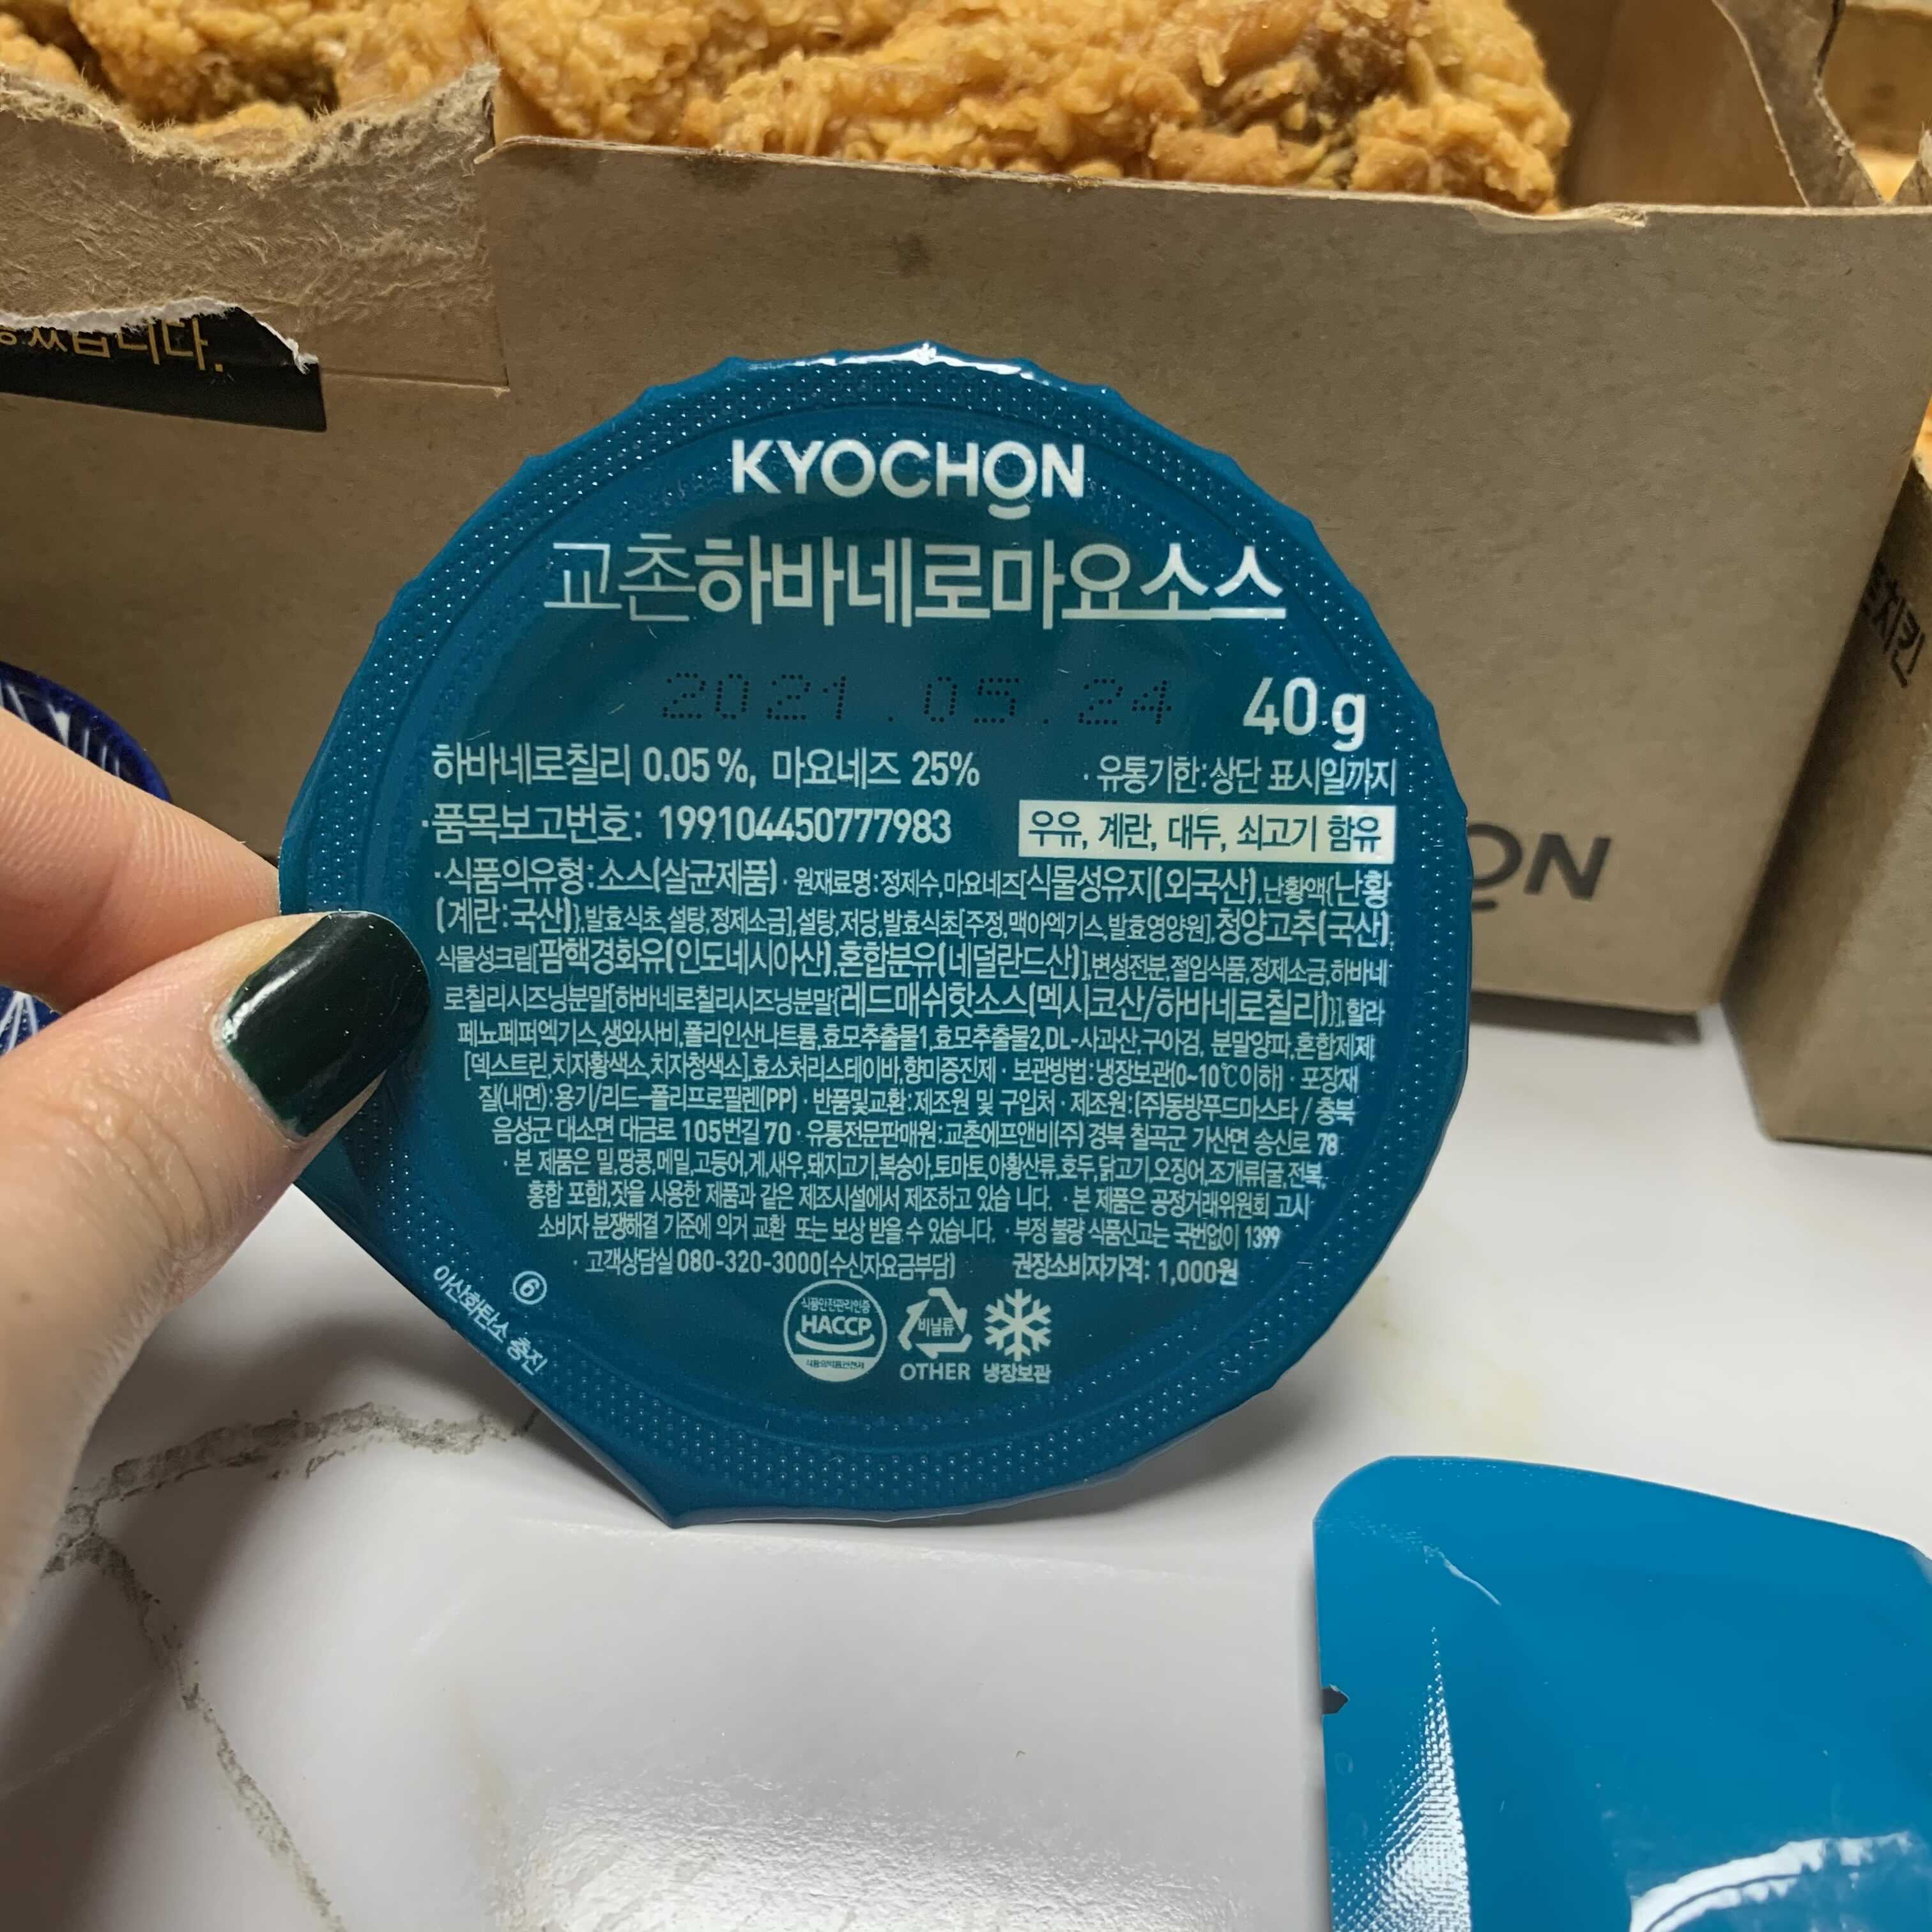 습니다.
KYOCHON
교촌하바네로마요소스
2021.05.24
40g
하바네로칠리 0.05%, 마요네즈 25%
· 유통기한:상단 표시일까지
·품목보고번호: 199104450777983
우유, 계란, 대두, 쇠고기 함유
·식품의유형:소스(살균제품) · 원재료명:정제수,마요네즈[식물성유지(외국산),난황액{난황
(계란:국산)},발효식초,설탕,정제소금],설탕,저당,발효식초[주정,맥아엑기스,발효영양원],청양고추(국산),
식물성크림[팜핵경화유(인도네시아산),혼합분유(네덜란드산)],변성전분,절임식품,정제소금,하바네
로칠리시즈닝분말[하바네로칠리시즈닝분말{레드매쉬핫소스(멕시코산/하바네로칠리)}],할라
페뇨페퍼엑기스,생와사비,폴리인산나트륨,효모추출물1,효모추출물2,DL-사과산,구아검, 분말양파,혼합제제
[덱스트린,치자황색소,치자청색소],효소처리스테비아,향미증진제 · 보관방법:냉장보관(0~10℃이하) · 포장재
질(내면):용기/리드-폴리프로필렌(PP) · 반품및교환:제조원 및 구입처 · 제조원:(주)동방푸드마스타 / 충북
음성군 대소면 대금로 105번길 70 · 유통전문판매원:교촌에프앤비(주) 경북 칠곡군 가산면 송신로 78
· 본 제품은 밀,땅콩,메밀,고등어,게,새우,돼지고기,복숭아,토마토,아황산류,호두,닭고기,오징어,조개류(굴,전복,
홍합 포함),잣을 사용한 제품과 같은 제조시설에서 제조하고 있습 니다. · 본 제품은 공정거래위원회 고시
소비자 분쟁해결 기준에 의거 교환 또는 보상 받을 수 있습니다. · 부정 불량 식품신고는 국번없이 1399
· 고객상담실 080-320-3000(수신자요금부담)
권장소비자가격: 1,000원
⑥
이산화탄소 충진
식품안전관리인증
HACCP
비닐류
OTHER
냉장보관
ON
치킨